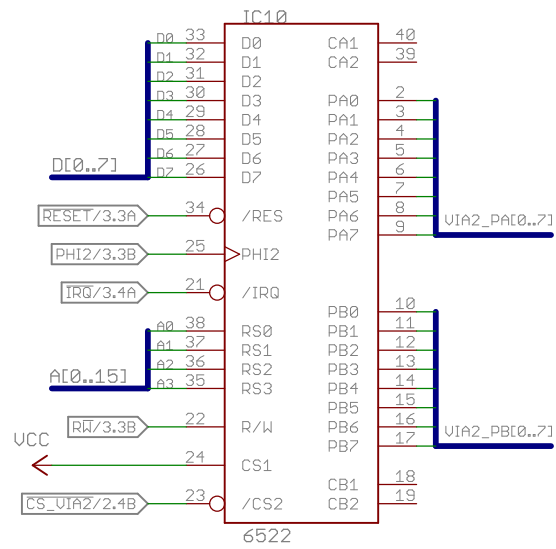 IC10
D0 33 D0 CA1 40
D1 32 D1 CA2 39
D2 31 D2
D3 30 D3 PA0 2
D4 29 D4 PA1 3
D5 28 D5 PA2 4
D6 27 D6 PA3 5
D[0..7] D7 26 D7 PA4 6
PA5 7
RESET/3.3A 34 /RES PA6 8 VIA2_PA[0..7]
PA7 9
PHI2/3.3B 25 PHI2
IRQ/3.4A 21 /IRQ
PB0 10
A0 38 RS0 PB1 11
A1 37 RS1 PB2 12
A2 36 RS2 PB3 13
A[0..15] A3 35 RS3 PB4 14
PB5 15
RW/3.3B 22 R/W PB6 16 VIA2_PB[0..7]
VCC PB7 17
24 CS1
CB1 18
CS_VIA2/2.4B 23 /CS2 CB2 19
6522